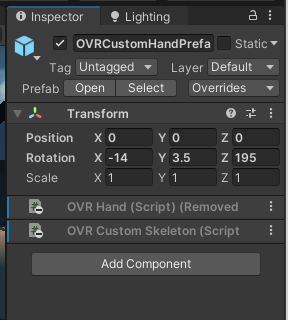 Inspector Lighting
OVRCustomHandPrefa Static
Tag Untagged Layer Default
Prefab Open Select Overrides
Transform
Position X 0 Y 0 Z 0
Rotation X -14 Y 3.5 Z 195
Scale X 1 Y 1 Z 1
OVR Hand (Script) (Removed
OVR Custom Skeleton (Script
Add Component